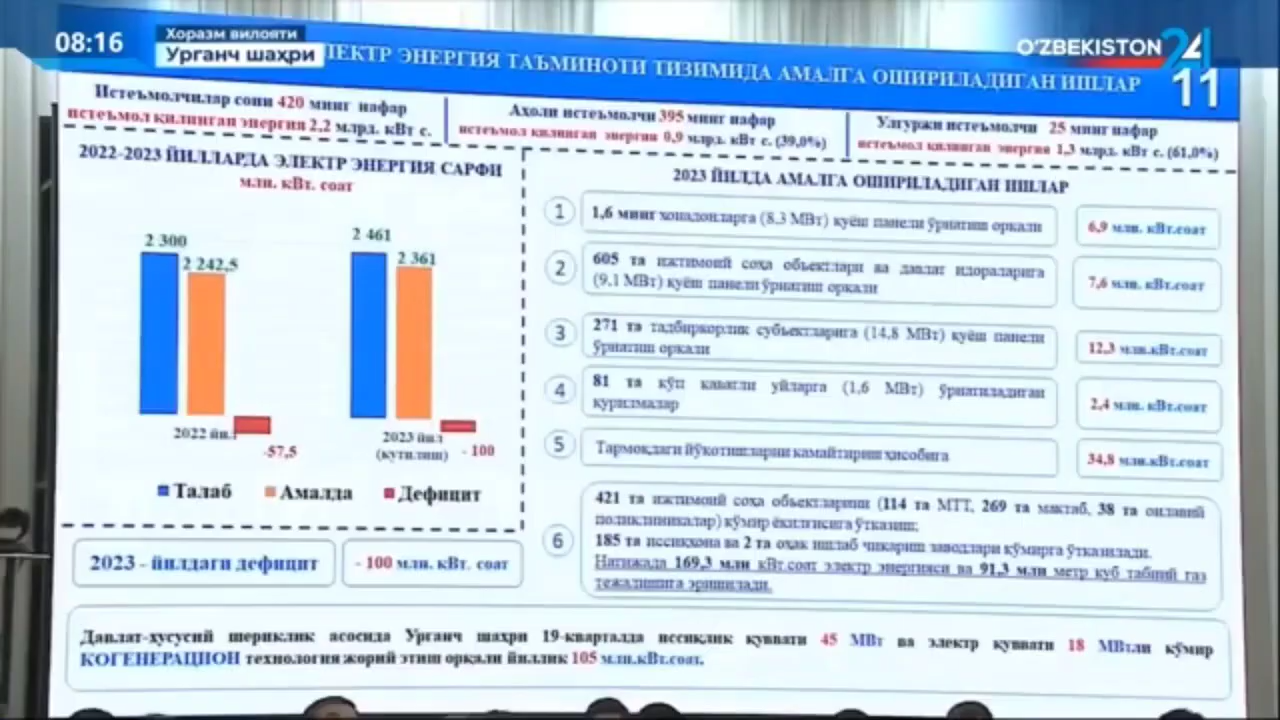 08:16
Хоразм вилояти
Урганч шаҳри
O'ZBEKISTON 24
ЛЕКТР ЭНЕРГИЯ ТАЪМИНОТИ ТИЗИМИДА АМАЛГА ОШИРИЛАДИГАН ИШЛАР
11
Истеъмолчилар сони 420 минг нафар
истеъмол қилинган энергия 2,2 млрд. кВт с.
Аҳоли истеъмолчи 395 минг нафар
истеъмол қилинган энергия 0,9 млрд. кВт с. (39,0%)
Улгуржи истеъмолчи 25 минг нафар
истеъмол қилинган энергия 1,3 млрд. кВт с. (61,0%)
2022-2023 ЙИЛЛАРДА ЭЛЕКТР ЭНЕРГИЯ САРФИ
млн. кВт. соат
2 300
2 242,5
2 461
2 361
2022 йил
-57,5
2023 йил
(кутилиш)
- 100
Талаб Амалда Дефицит
2023 - йилдаги дефицит
- 100 млн. кВт. соат
2023 ЙИЛДА АМАЛГА ОШИРИЛАДИГАН ИШЛАР
1 1,6 минг хонадонларга (8.3 МВт) қуёш панели ўрнатиш орқали 6,9 млн. кВт.соат
2 605 та ижтимоий соҳа объектлари ва давлат идораларига
(9.1 МВт) қуёш панели ўрнатиш орқали 7,6 млн. кВт.соат
3 271 та тадбиркорлик субъектларига (14,8 МВт) қуёш панели
ўрнатиш орқали 12,3 млн.кВт.соат
4 81 та кўп қаватли уйларга (1,6 МВт) ўрнатиладиган
қурилмалар 2,4 млн. кВт.соат
5 Тармоқдаги йўқотишларни камайтириш ҳисобига 34,8 млн.кВт.соат
6 421 та ижтимоий соҳа объектларини (114 та МТТ, 269 та мактаб, 38 та оилавий
поликлиникалар) кўмир ёқилғисига ўтказиш;
185 та иссиқхона ва 2 та оҳак ишлаб чиқариш заводлари кўмирга ўтказилади.
Натижада 169,3 млн кВт.соат электр энергияси ва 91,3 млн метр куб табиий газ
тежалишига эришилади.
Давлат-хусусий шериклик асосида Урганч шаҳри 19-кварталда иссиқлик қуввати 45 МВт ва электр қуввати 18 МВтли кўмир
КОГЕНЕРАЦИОН технология жорий этиш орқали йиллик 105 млн.кВт.соат.